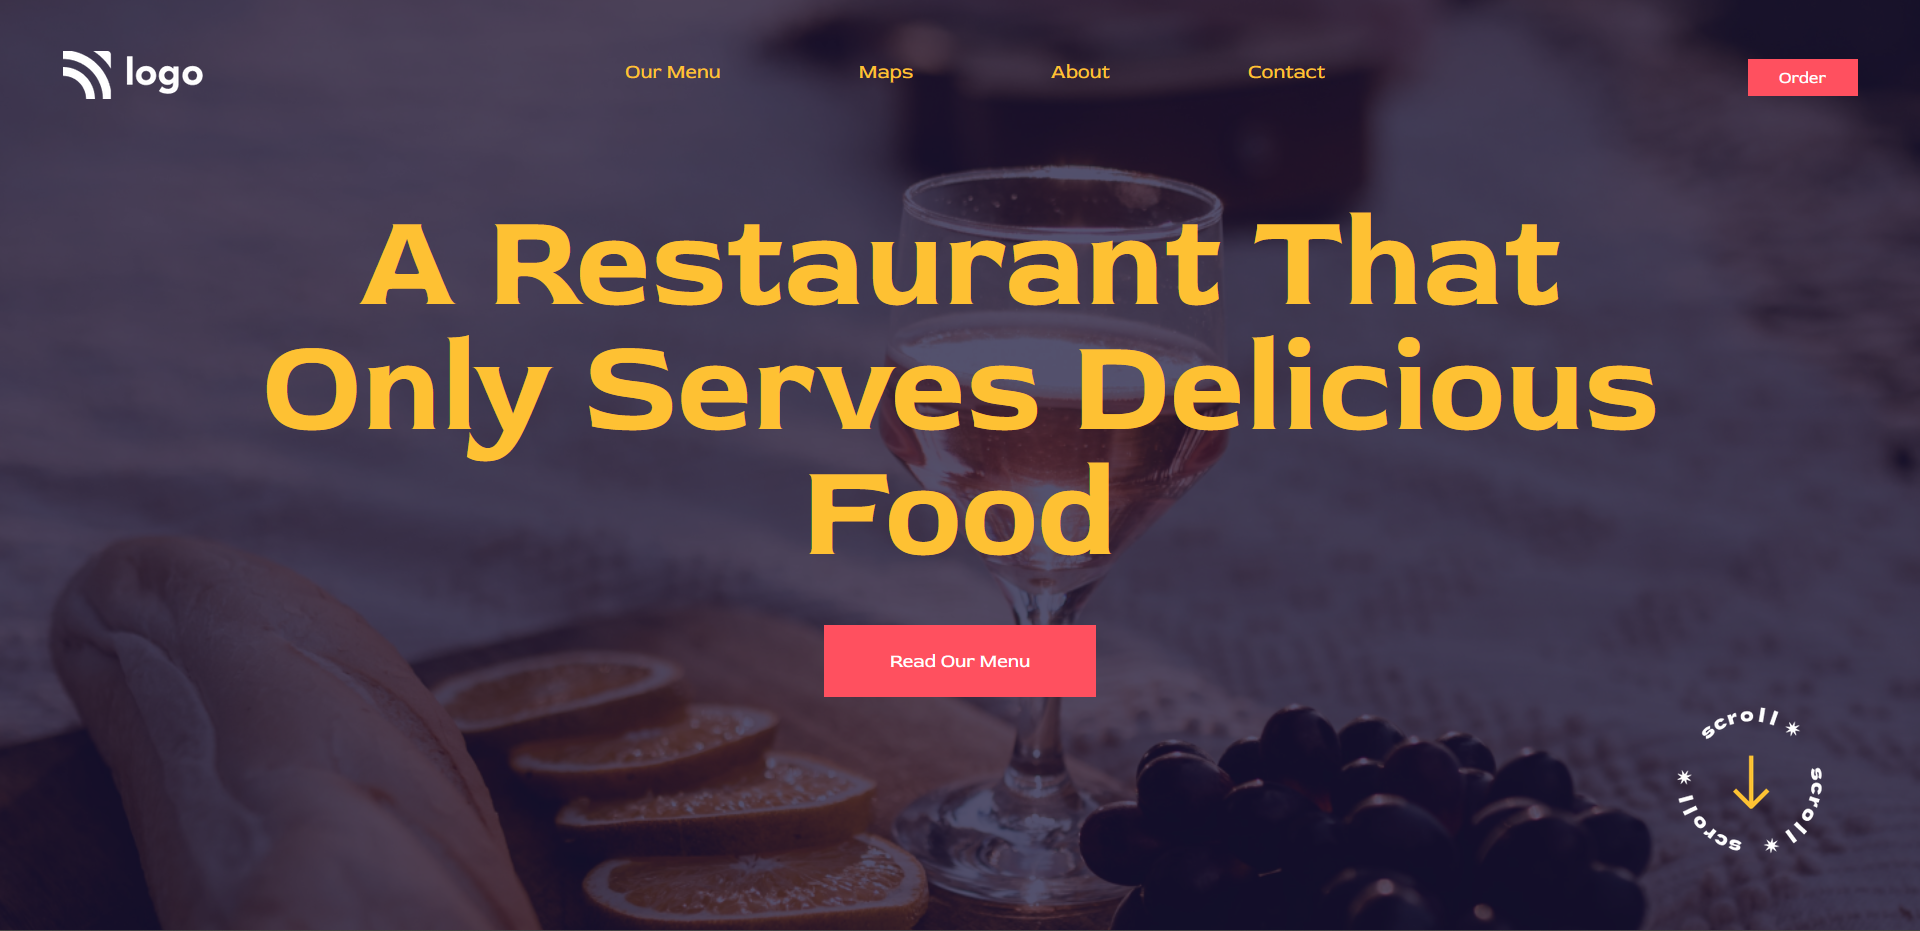 logo
Our Menu
Maps
About
Contact
Order
A Restaurant That
Only Serves Delicious
Food
Read Our Menu
scroll ✷ scroll ✷ scroll ✷